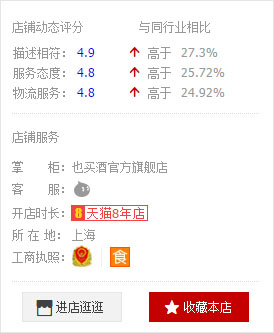 店铺动态评分 与同行业相比
描述相符： 4.9 高于 27.3%
服务态度： 4.8 高于 25.72%
物流服务： 4.8 高于 24.92%
店铺服务
掌 柜：也买酒官方旗舰店
客 服：
开店时长： 8 天猫8年店
所 在 地： 上海
工商执照： 食
进店逛逛 收藏本店